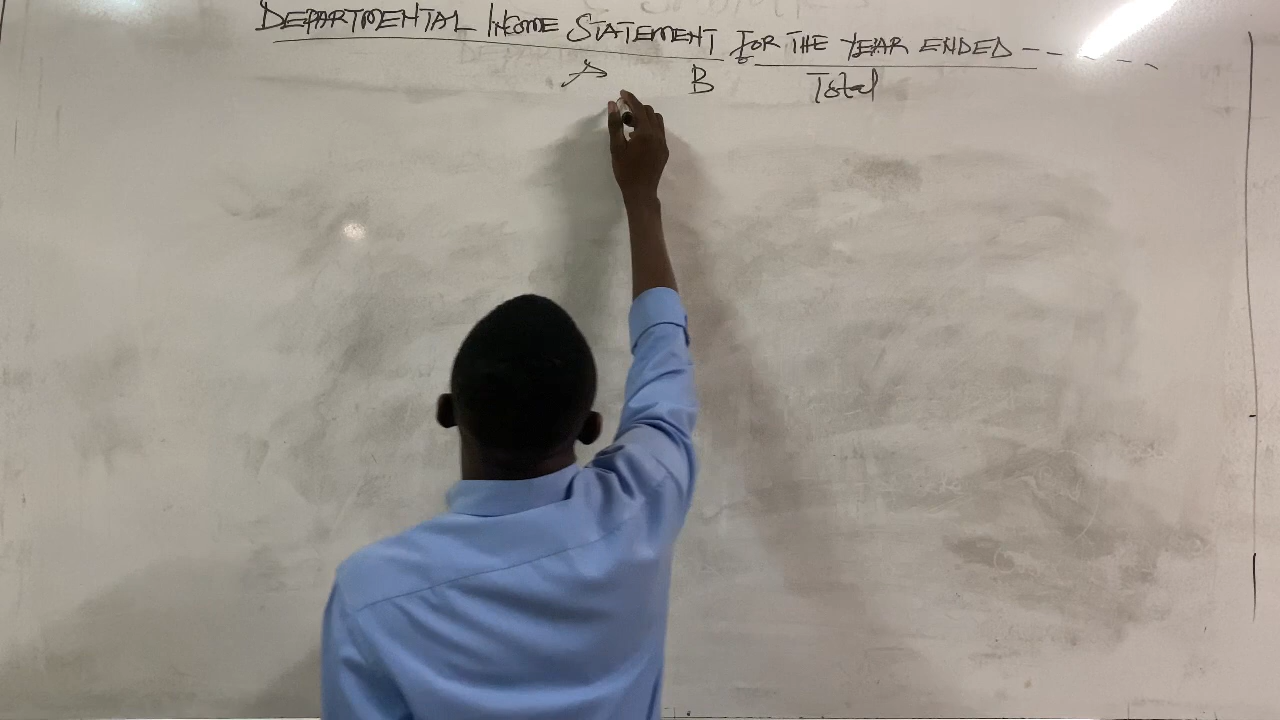 DEPARTMENTAL INCOME STATEMENT FOR THE YEAR ENDED -----
A B Total